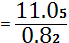 = 11.0₅ / 0.8₂